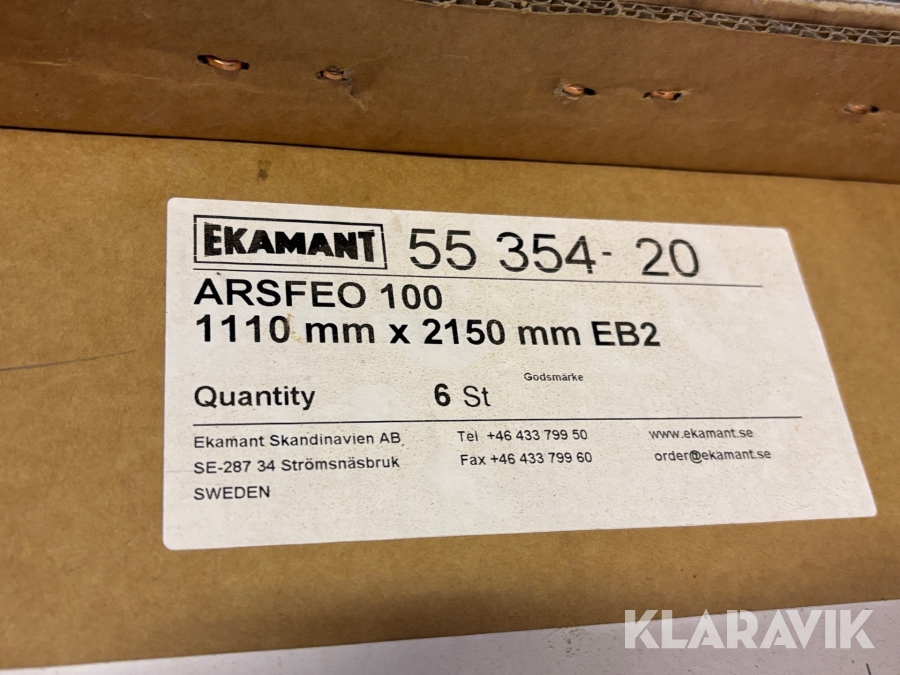 EKAMANT 55 354- 20
ARSFEO 100
1110 mm x 2150 mm EB2
Godsmärke
Quantity 6 St
Ekamant Skandinavien AB Tel +46 433 799 50 www.ekamant.se
SE-287 34 Strömsnäsbruk Fax +46 433 799 60 order@ekamant.se
SWEDEN
KLARAVIK